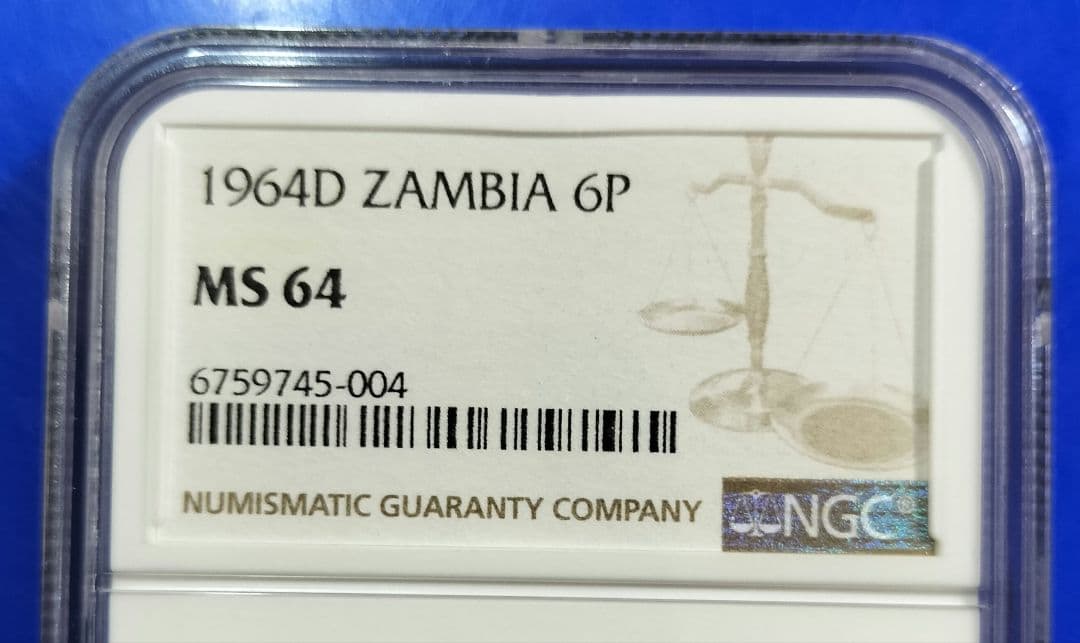 1964D ZAMBIA 6P
MS 64
6759745-004
NUMISMATIC GUARANTY COMPANY
NGC®